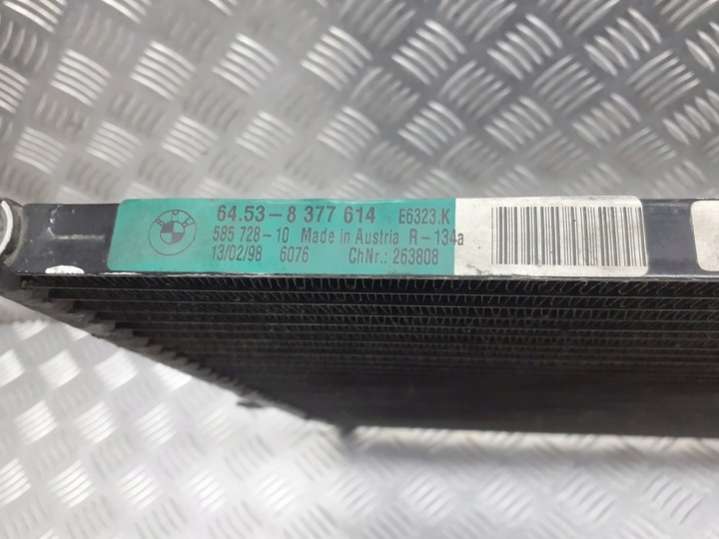 BMW
64.53-8 377 614 E6323.K
585 728-10 Made in Austria R-134a
13/02/98 6076 ChNr.: 263808